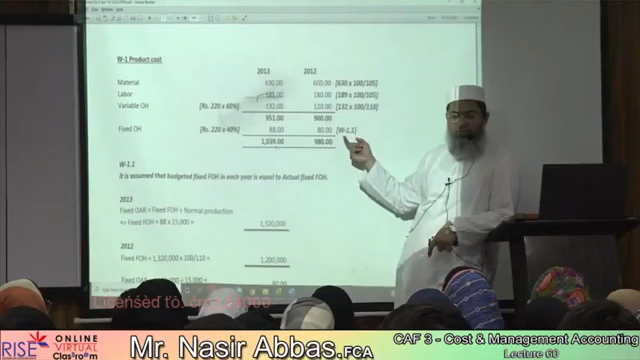 W-1 Product cost
2013 2012
Material 630.00 600.00 [630 x 100/105]
Labor 189.00 180.00 [189 x 100/105]
Variable OH [Rs. 220 x 60%] 132.00 120.00 [132 x 100/110]
951.00 900.00
Fixed OH [Rs. 220 x 40%] 88.00 80.00 [W-1.1]
1,039.00 980.00
W-1.1
It is assumed that budgeted fixed FOH in each year is equal to Actual fixed FOH.
2013
Fixed OAR = Fixed FOH ÷ Normal production
=> Fixed FOH = 88 x 15,000 = 1,320,000
2012
Fixed FOH = 1,320,000 x 100/110 = 1,200,000
Licensed to:
RISE ONLINE VIRTUAL Classroom
Mr. Nasir Abbas.FCA
CAF 3 - Cost & Management Accounting
Lecture 60